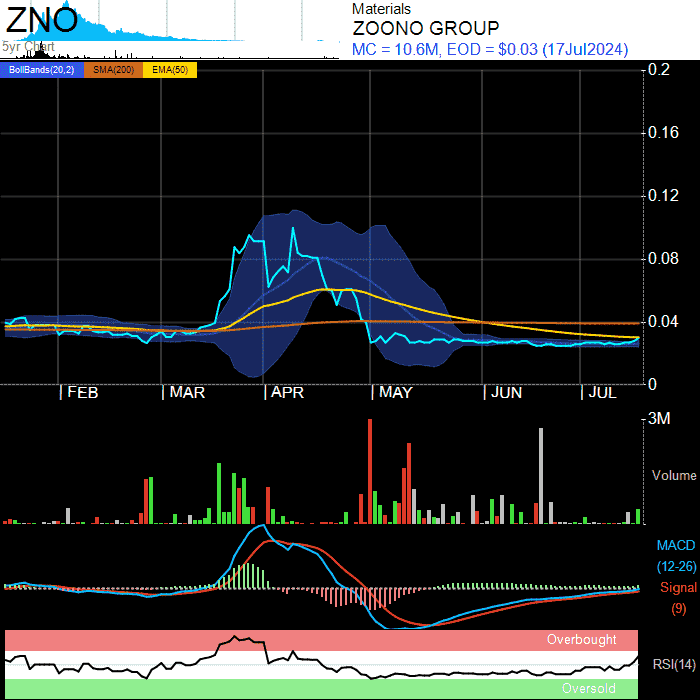 ZNO
5yr Chart
Materials
ZOONO GROUP
MC = 10.6M, EOD = $0.03 (17Jul2024)
BollBands(20,2) SMA(200) EMA(50)
0.2
0.16
0.12
0.08
0.04
0
FEB MAR APR MAY JUN JUL
3M
Volume
MACD
(12-26)
Signal
(9)
Overbought
RSI(14)
Oversold